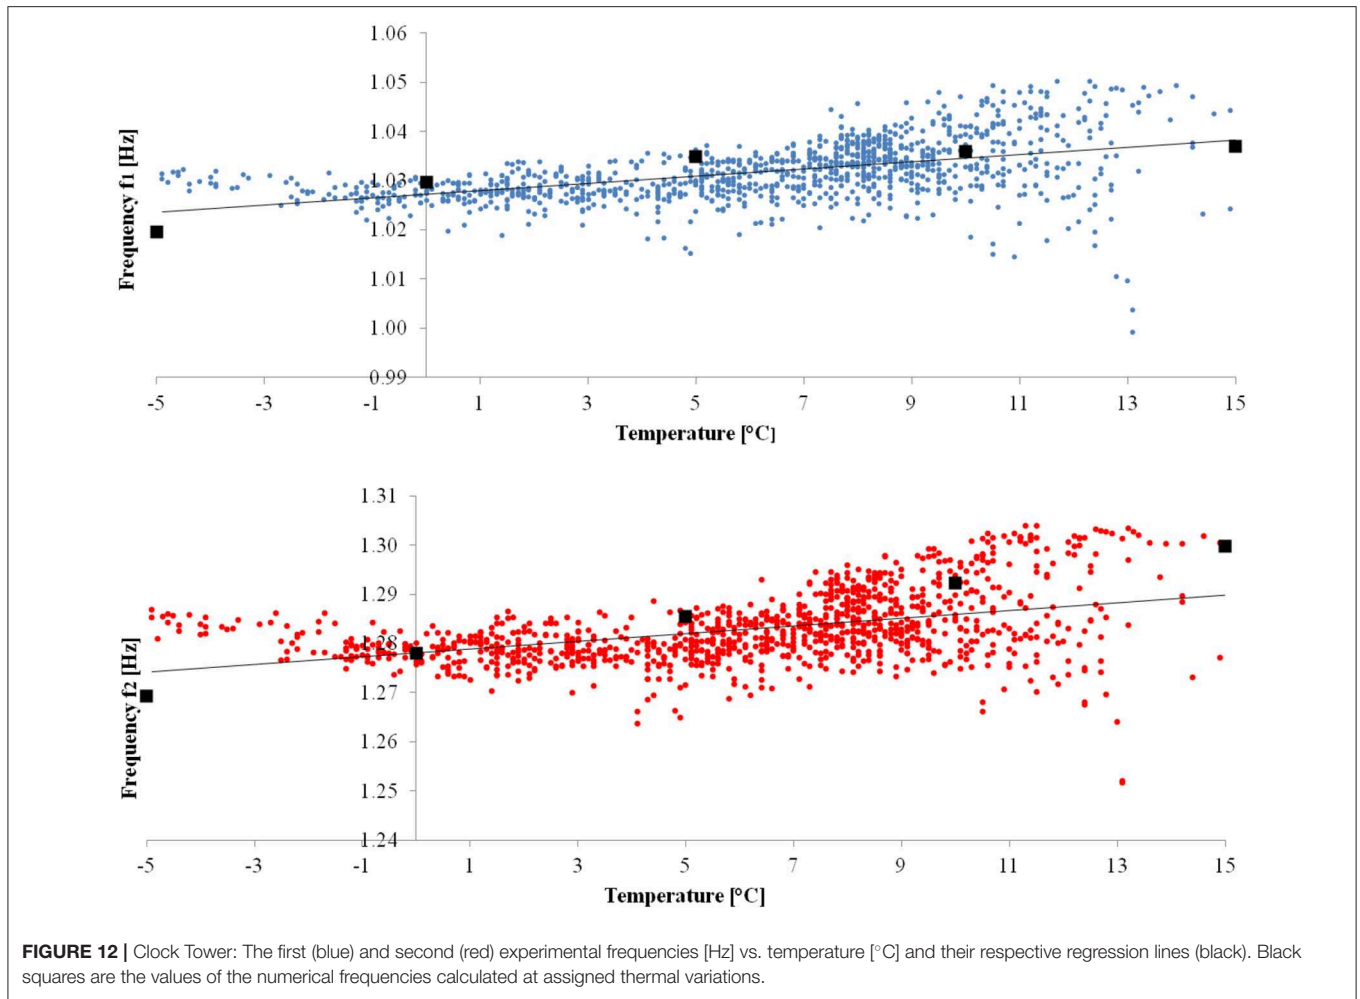 1.06
1.05
1.04
1.03
1.02
1.01
1.00
0.99
Frequency f1 [Hz]
-5 -3 -1 1 3 5 7 9 11 13 15
Temperature [°C]
1.31
1.30
1.29
1.28
1.27
1.26
1.25
1.24
Frequency f2 [Hz]
-5 -3 -1 1 3 5 7 9 11 13 15
Temperature [°C]
FIGURE 12 | Clock Tower: The first (blue) and second (red) experimental frequencies [Hz] vs. temperature [°C] and their respective regression lines (black). Black
squares are the values of the numerical frequencies calculated at assigned thermal variations.